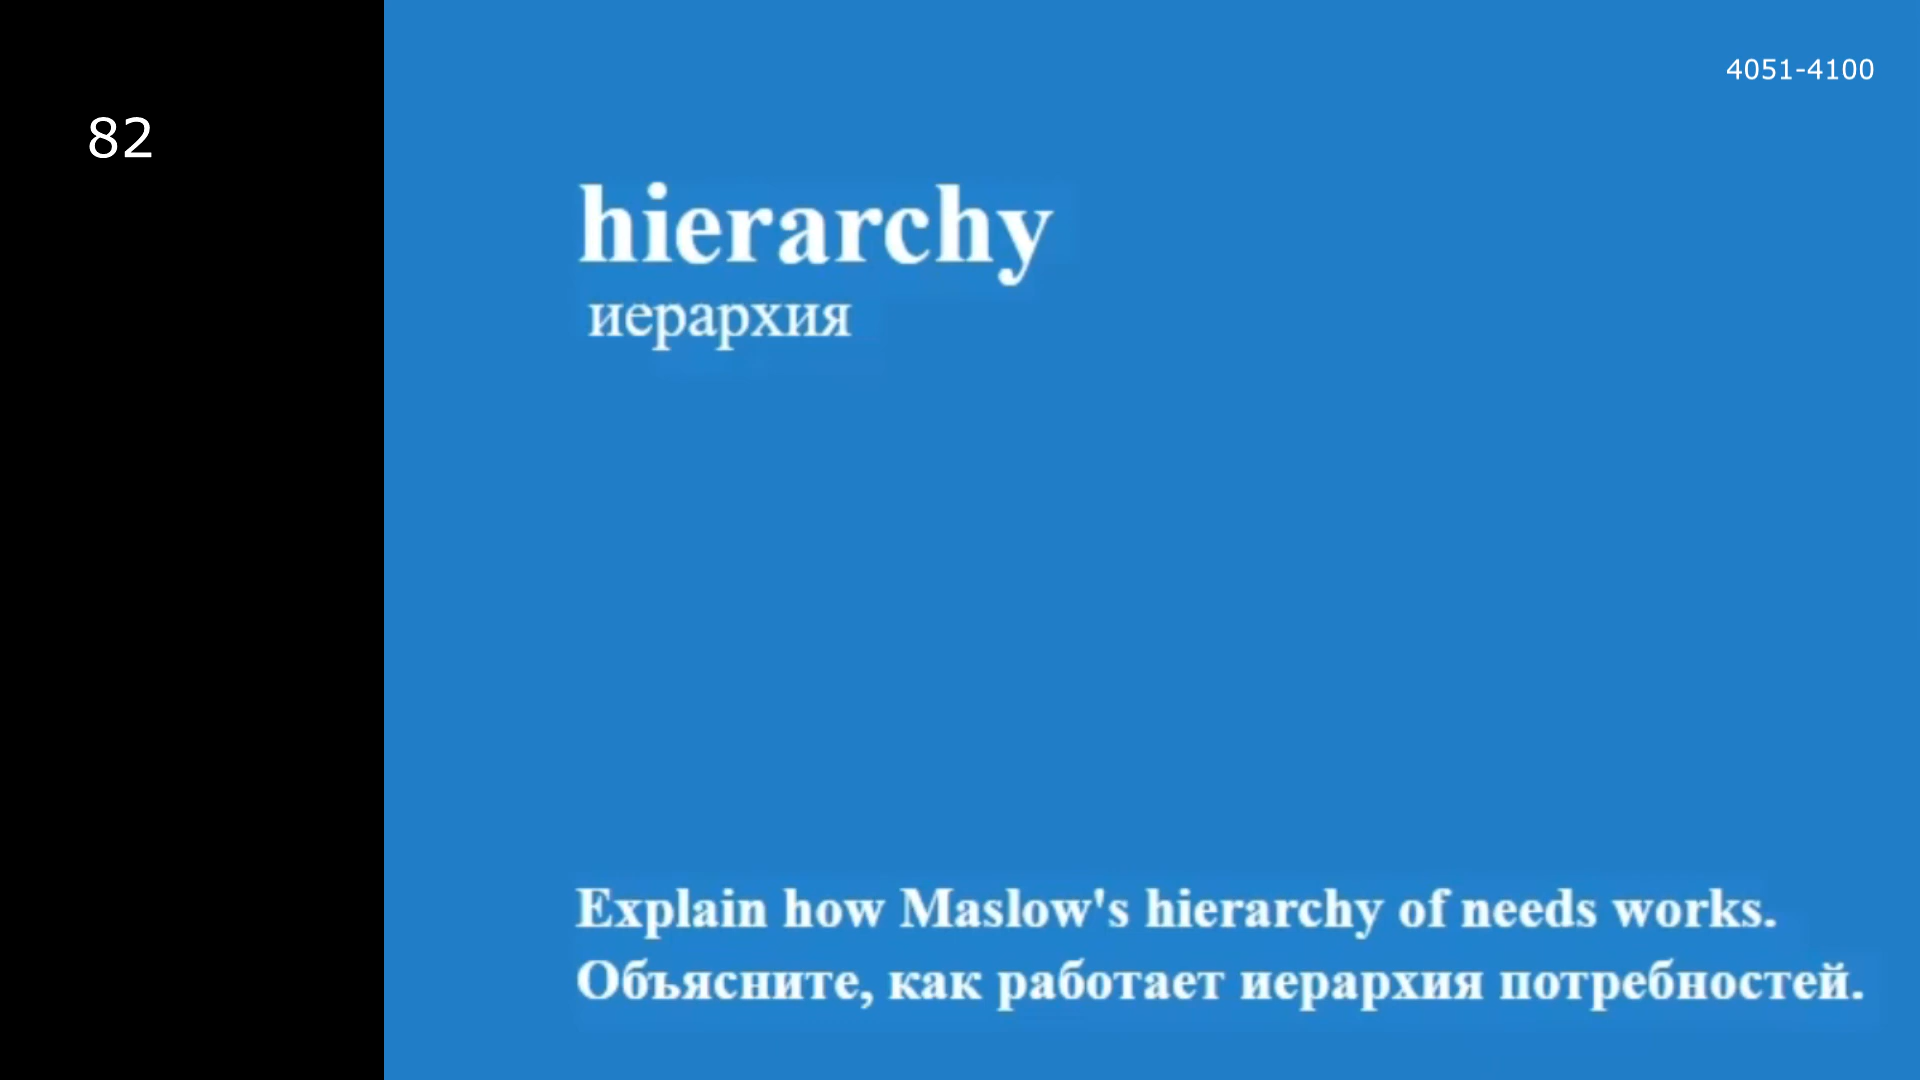 4051-4100
82
hierarchy
иерархия
Explain how Maslow's hierarchy of needs works.
Объясните, как работает иерархия потребностей.